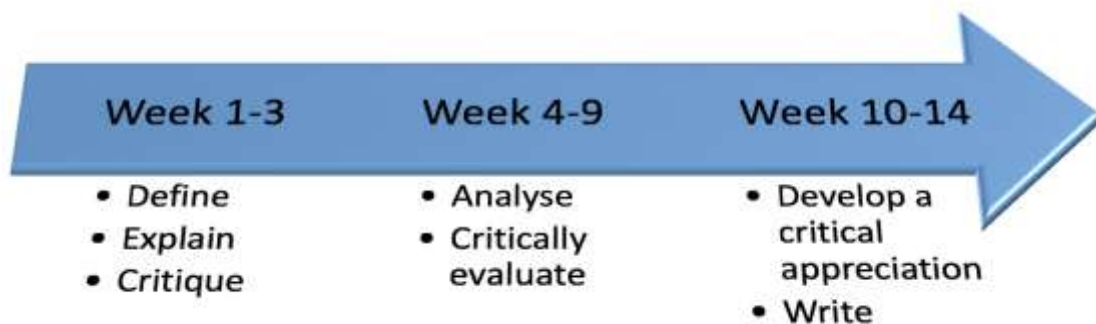 Week 1-3
• Define
• Explain
• Critique
Week 4-9
• Analyse
• Critically
evaluate
Week 10-14
• Develop a
critical
appreciation
• Write